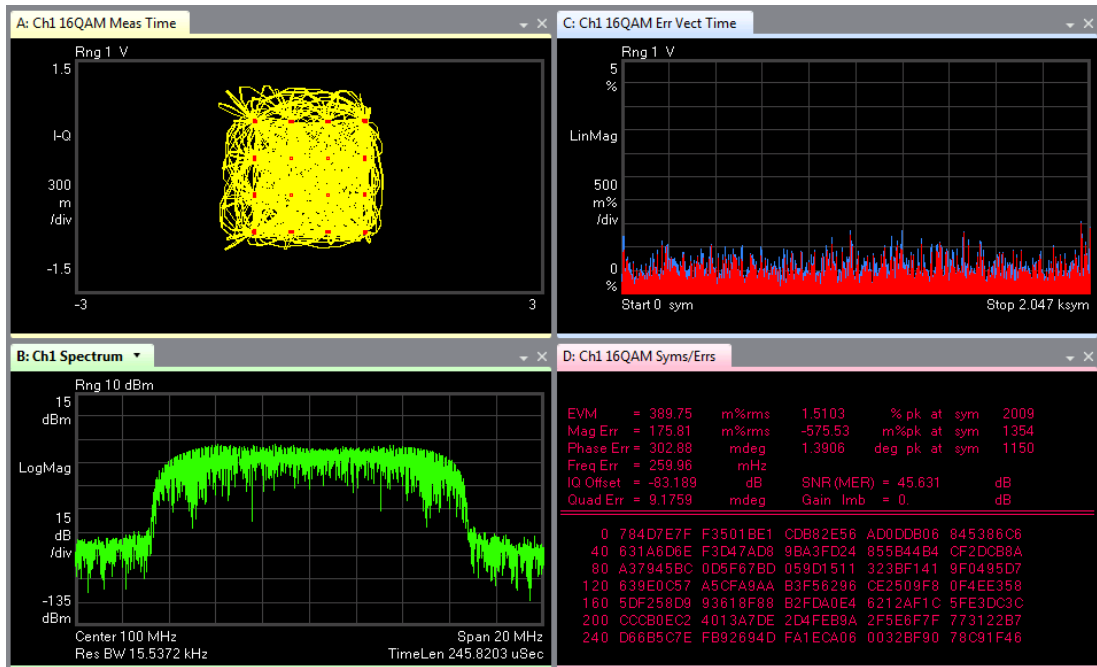 A: Ch1 16QAM Meas Time
Rng 1 V
1.5
I-Q
300
m
/div
-1.5
-3
3
C: Ch1 16QAM Err Vect Time
Rng 1 V
5
%
LinMag
500
m%
/div
0
%
Start 0 sym
Stop 2.047 ksym
B: Ch1 Spectrum
Rng 10 dBm
15
dBm
LogMag
15
dB
/div
-135
dBm
Center 100 MHz
Span 20 MHz
Res BW 15.5372 kHz
TimeLen 245.8203 uSec
D: Ch1 16QAM Syms/Errs
EVM = 389.75 m%rms 1.5103 % pk at sym 2009
Mag Err = 175.81 m%rms -575.53 m%pk at sym 1354
Phase Err = 302.88 mdeg 1.3906 deg pk at sym 1150
Freq Err = 259.96 mHz
IQ Offset = -83.189 dB SNR(MER) = 45.631 dB
Quad Err = 9.1759 mdeg Gain Imb = 0. dB
0 784D7E7F F3501BE1 CDB82E56 AD0DDB06 845386C6
40 631A6D6E F3D47AD8 9BA3FD24 855B44B4 CF2DCB8A
80 A37945BC 0D5F67BD 059D1511 323BF141 9F0495D7
120 639E0C57 A5CFA9AA B3F56296 CE2509F8 0F4EE358
160 5DF258D9 93618F88 B2FDA0E4 6212AF1C 5FE3DC3C
200 CCCB0EC2 4013A7DE 2D4FEB9A 2F5E6F7F 773122B7
240 D66B5C7E FB92694D FA1ECA06 0032BF90 78C91F46